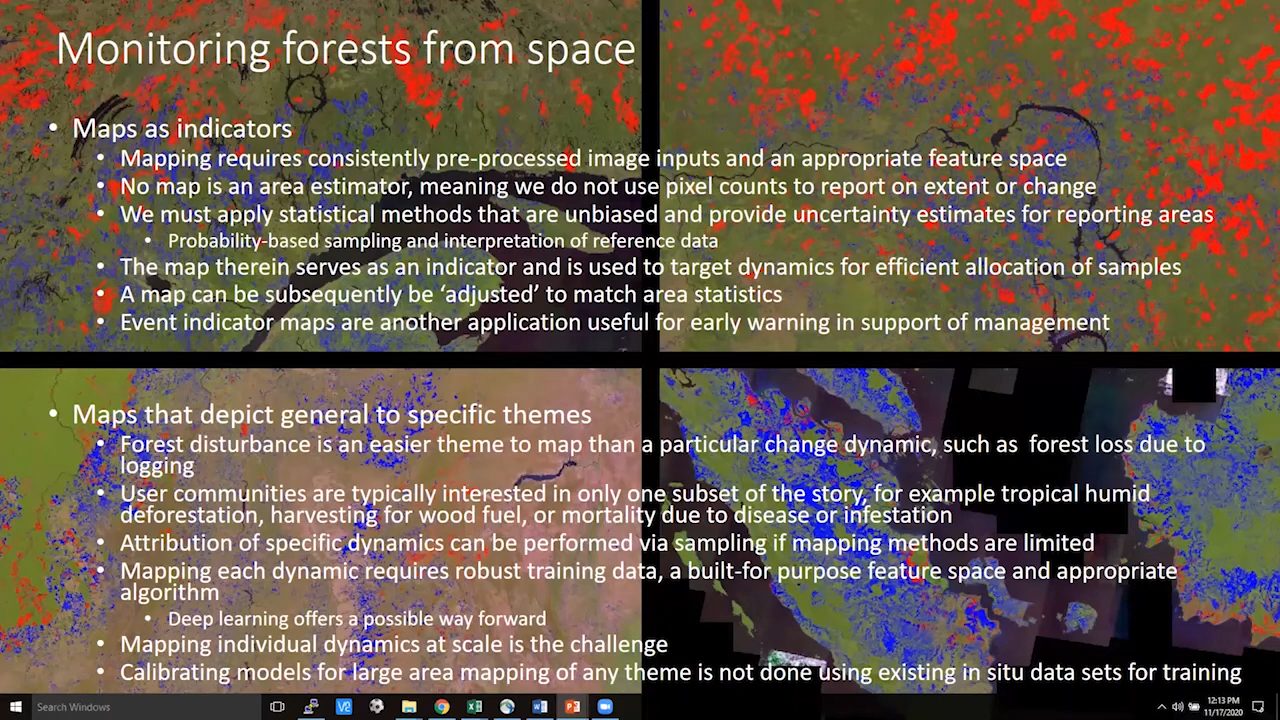 Monitoring forests from space
• Maps as indicators
• Mapping requires consistently pre-processed image inputs and an appropriate feature space
• No map is an area estimator, meaning we do not use pixel counts to report on extent or change
• We must apply statistical methods that are unbiased and provide uncertainty estimates for reporting areas
• Probability-based sampling and interpretation of reference data
• The map therein serves as an indicator and is used to target dynamics for efficient allocation of samples
• A map can be subsequently be ‘adjusted’ to match area statistics
• Event indicator maps are another application useful for early warning in support of management
• Maps that depict general to specific themes
• Forest disturbance is an easier theme to map than a particular change dynamic, such as forest loss due to
logging
• User communities are typically interested in only one subset of the story, for example tropical humid
deforestation, harvesting for wood fuel, or mortality due to disease or infestation
• Attribution of specific dynamics can be performed via sampling if mapping methods are limited
• Mapping each dynamic requires robust training data, a built-for purpose feature space and appropriate
algorithm
• Deep learning offers a possible way forward
• Mapping individual dynamics at scale is the challenge
• Calibrating models for large area mapping of any theme is not done using existing in situ data sets for training
Search Windows
12:13 PM
11/17/2020